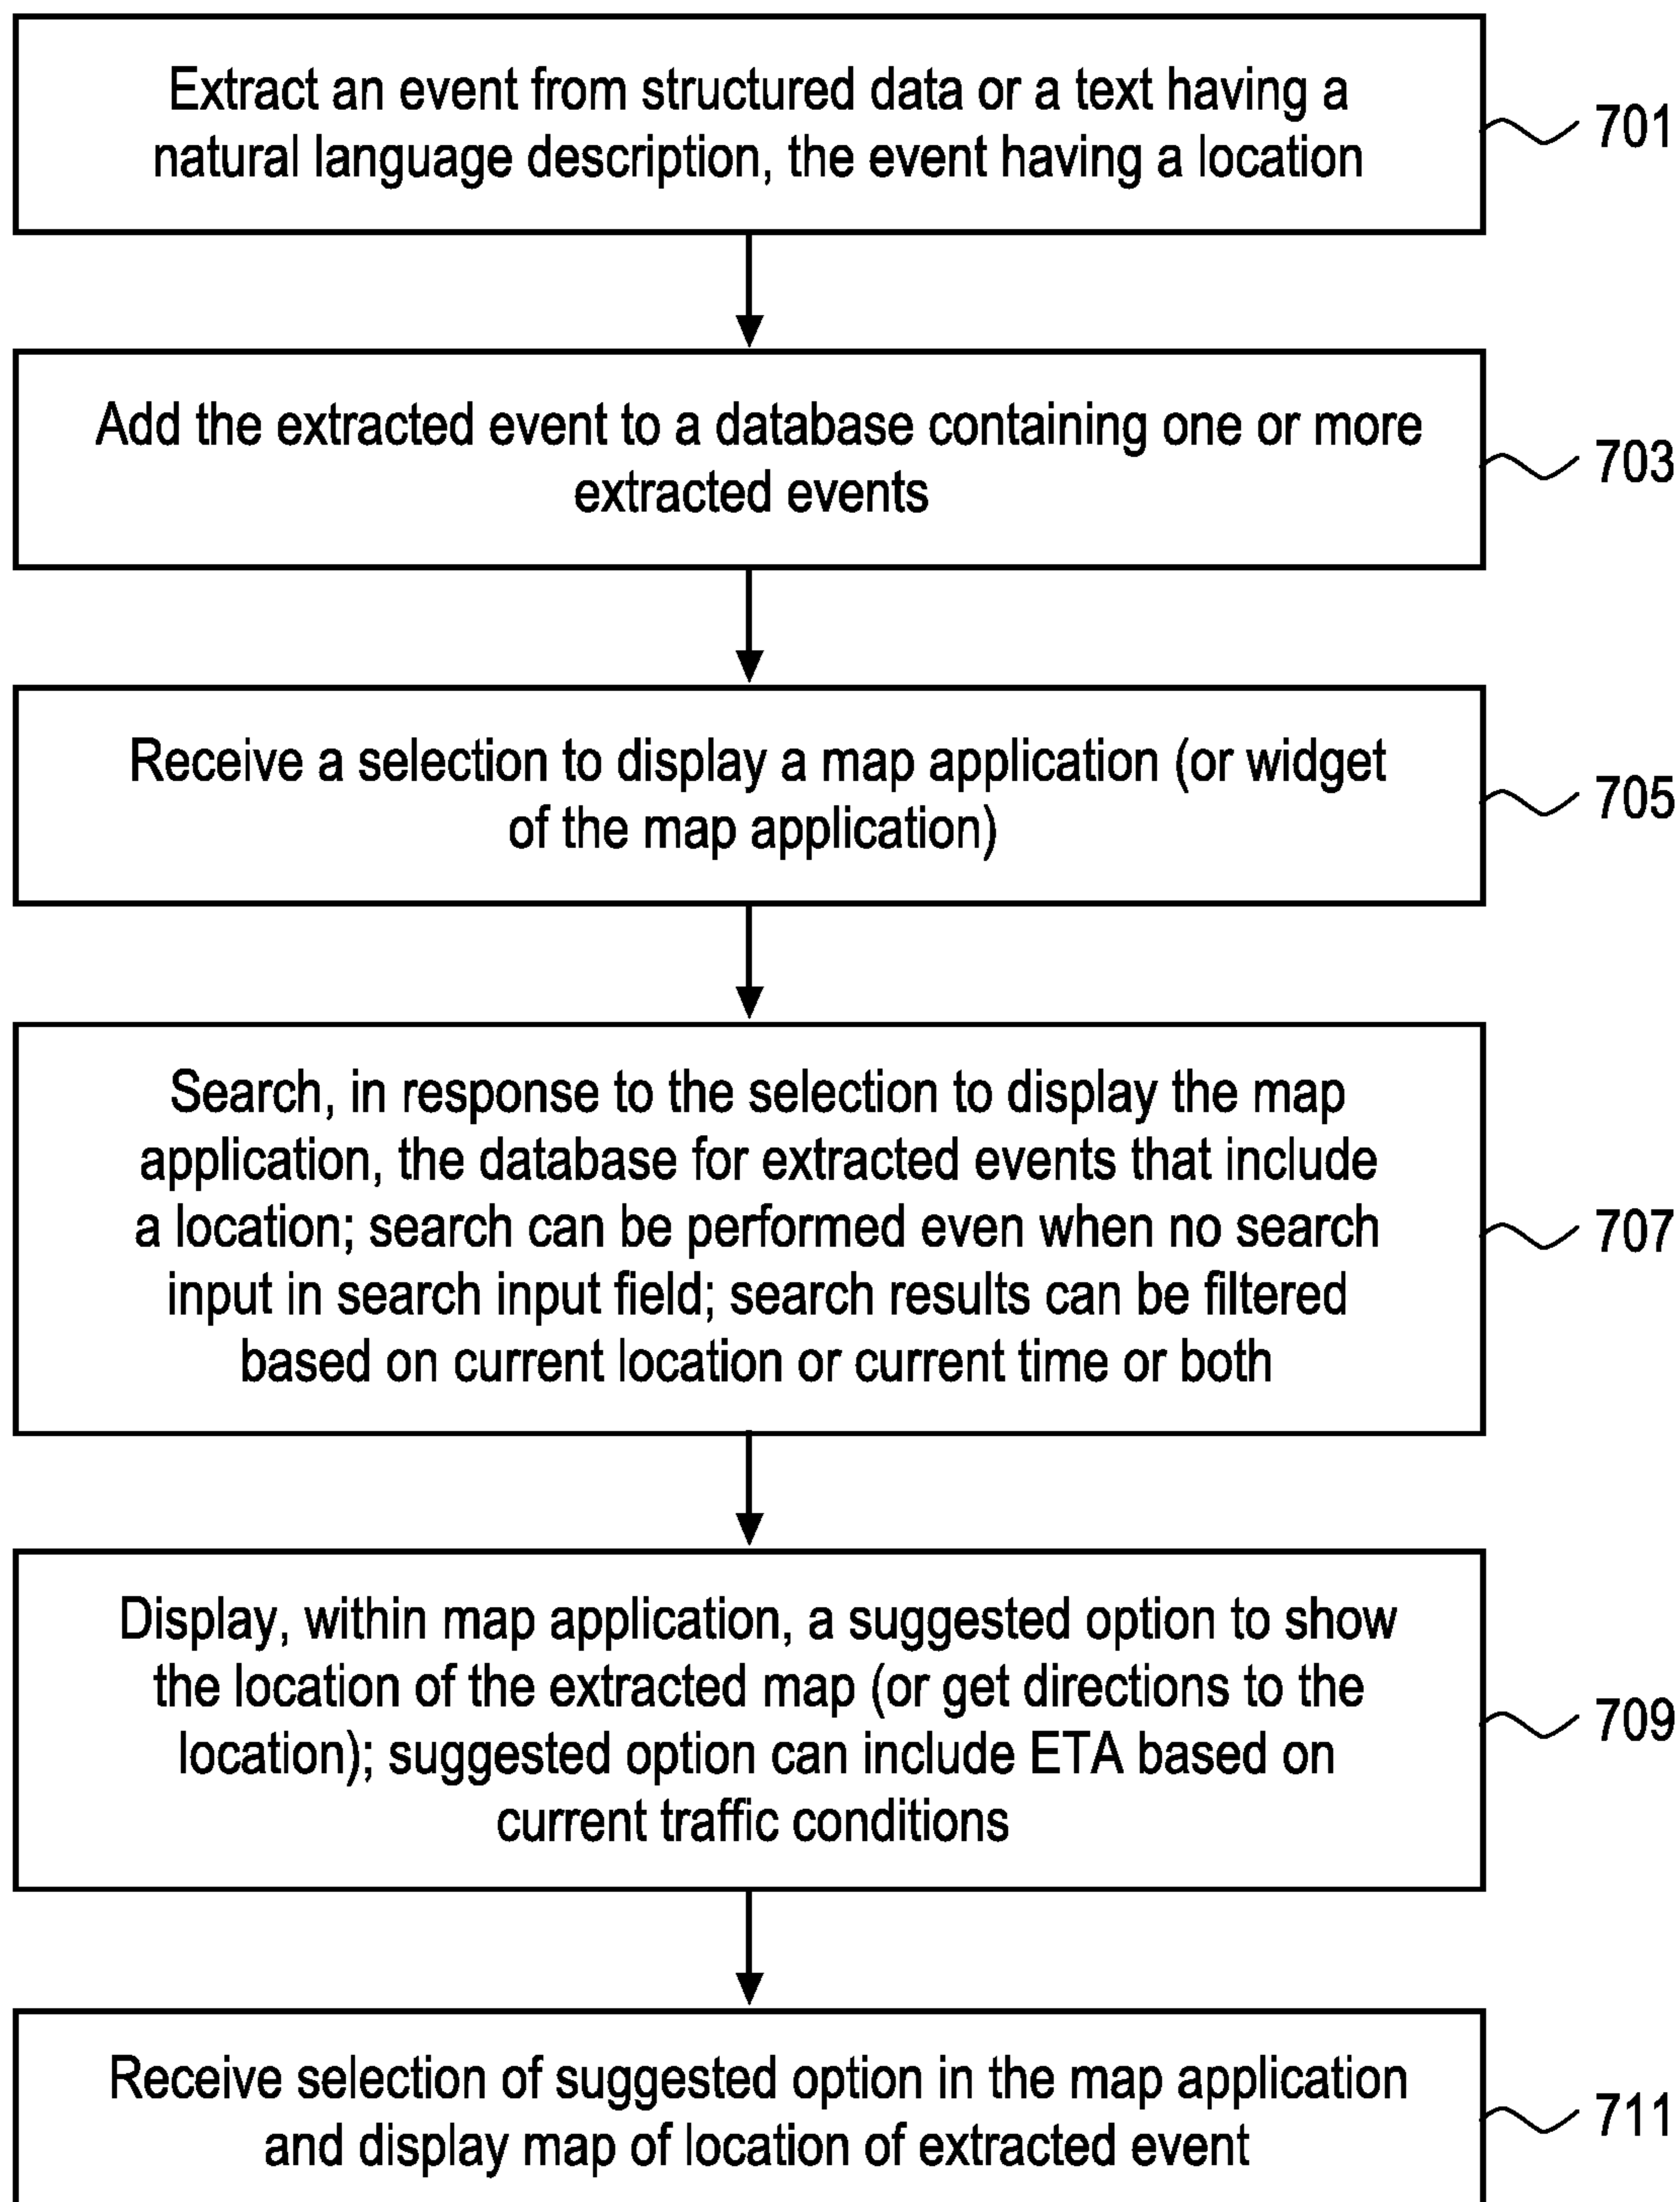 Extract an event from structured data or a text having a
natural language description, the event having a location
701
Add the extracted event to a database containing one or more
extracted events
703
Receive a selection to display a map application (or widget
of the map application)
705
Search, in response to the selection to display the map
application, the database for extracted events that include
a location; search can be performed even when no search
input in search input field; search results can be filtered
based on current location or current time or both
707
Display, within map application, a suggested option to show
the location of the extracted map (or get directions to the
location); suggested option can include ETA based on
current traffic conditions
709
Receive selection of suggested option in the map application
and display map of location of extracted event
711